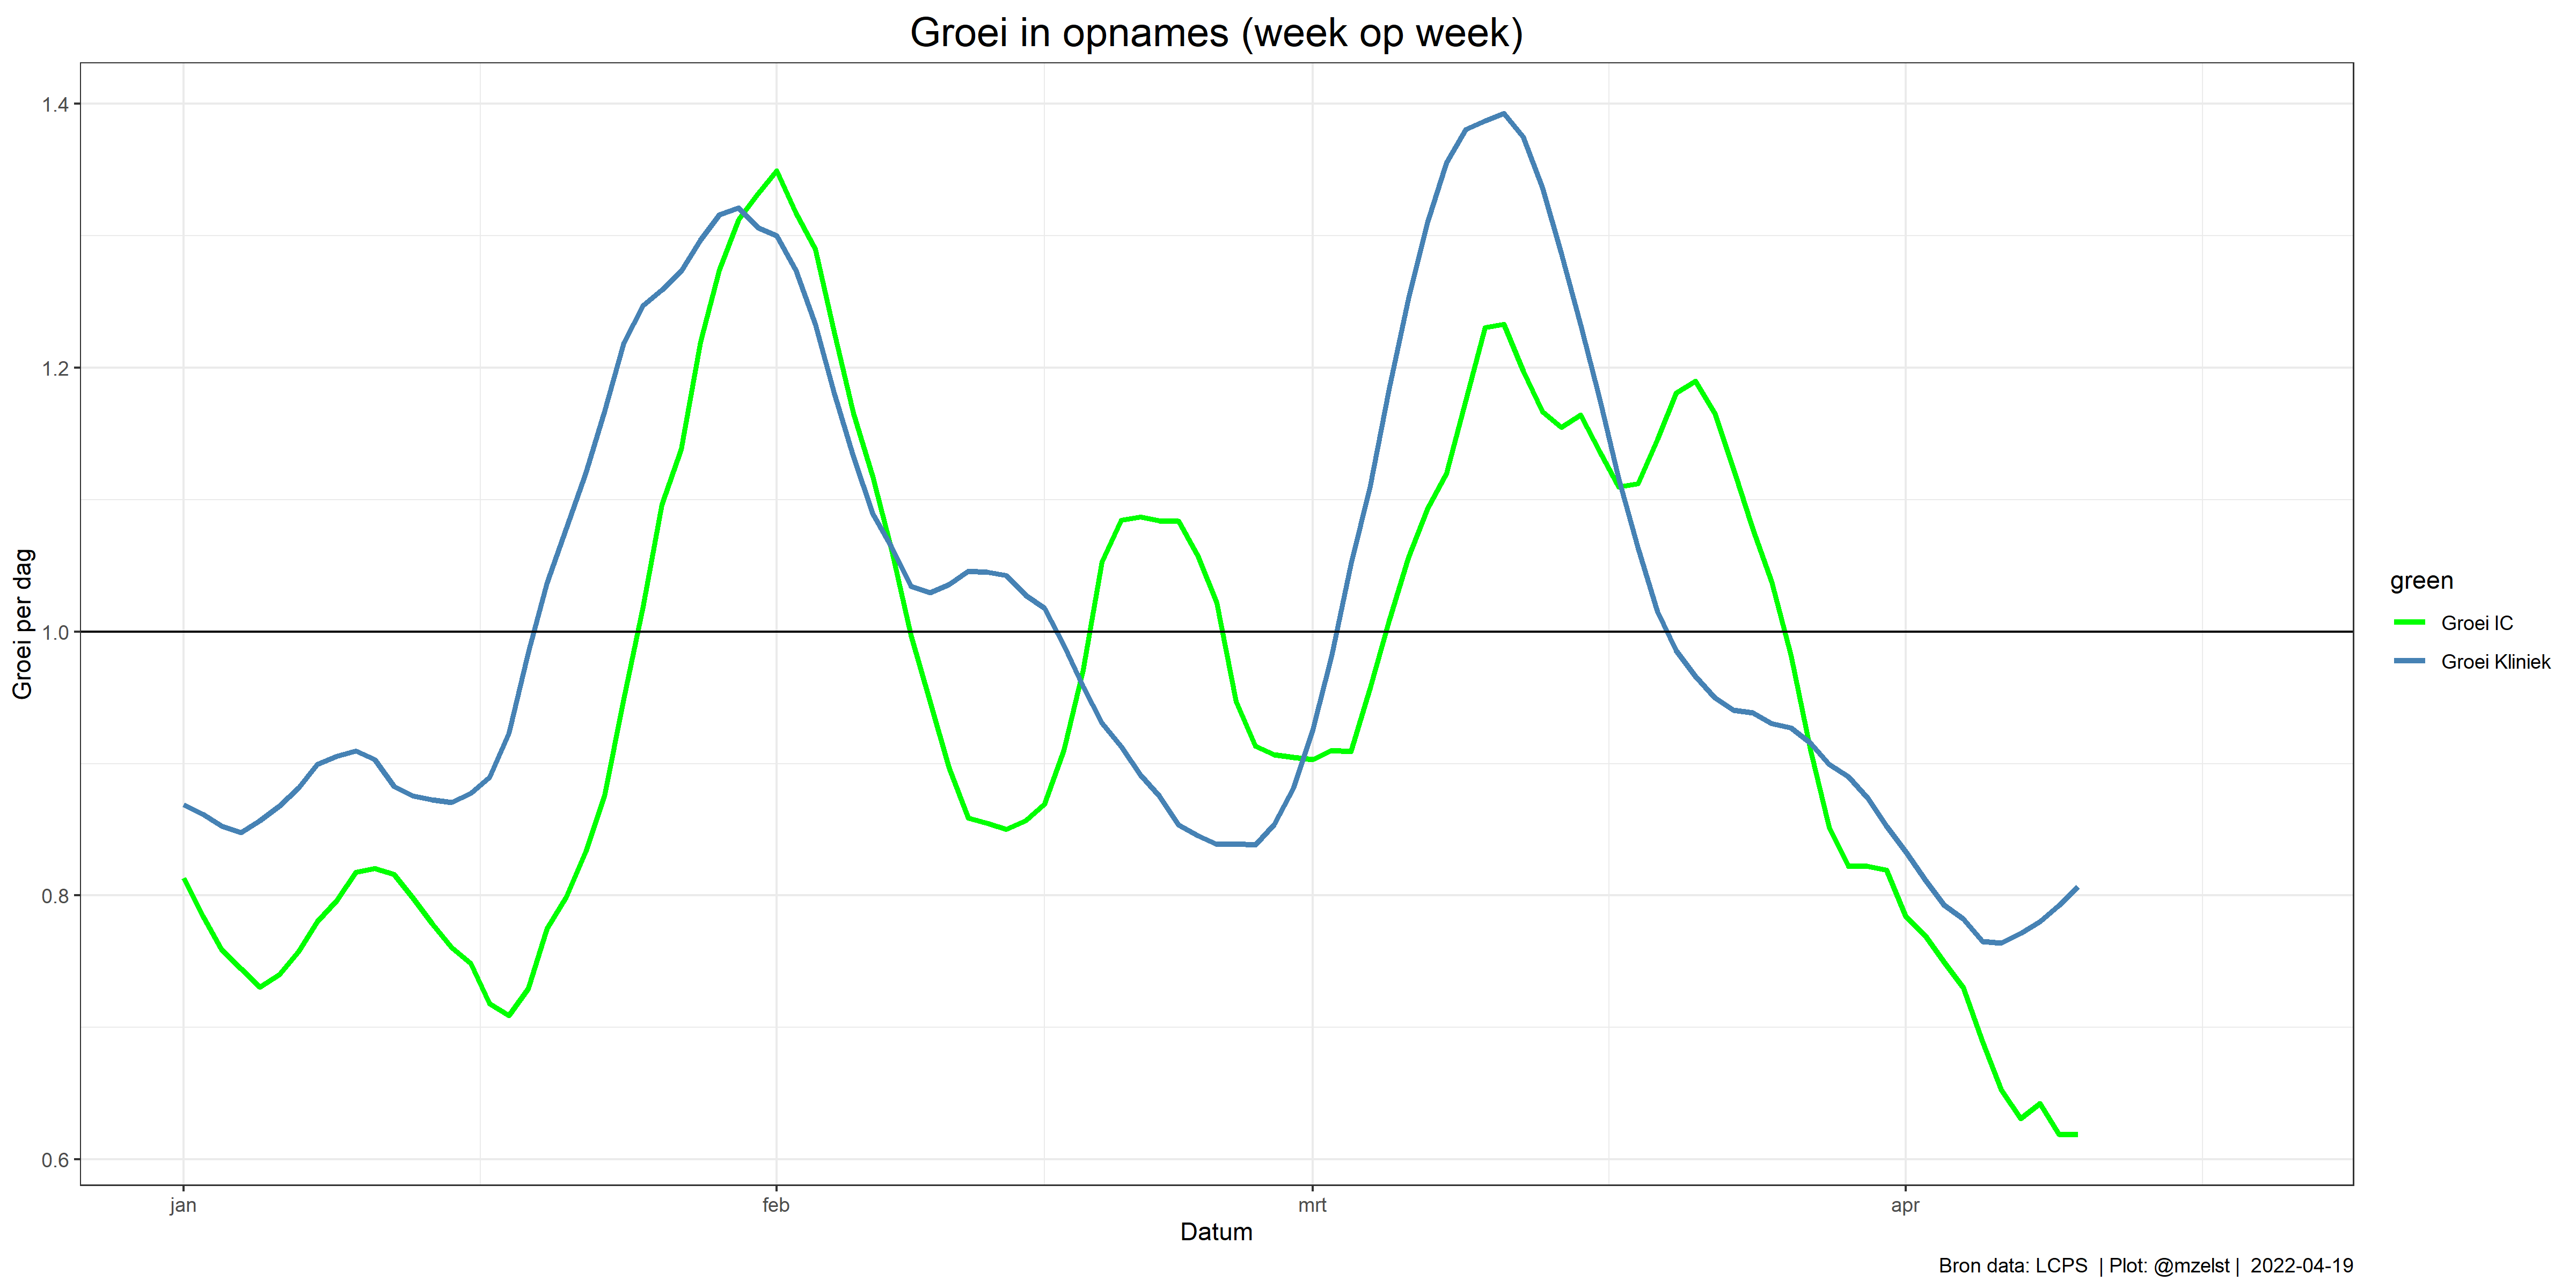 Groei in opnames (week op week)
1.4
1.2
1.0
0.8
0.6
Groei per dag
jan
feb
mrt
apr
Datum
green
Groei IC
Groei Kliniek
Bron data: LCPS | Plot: @mzelst | 2022-04-19